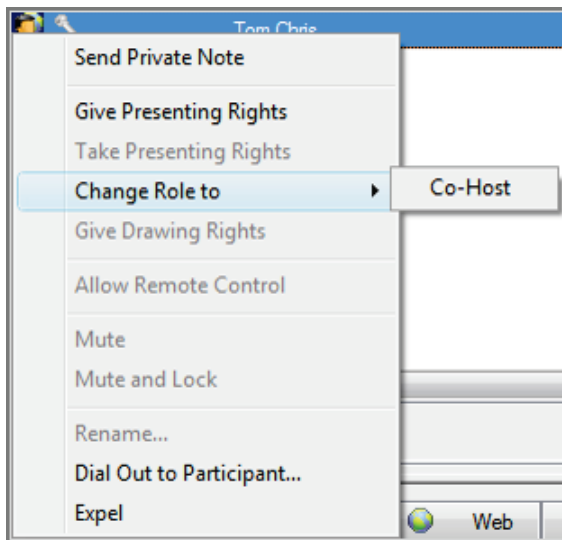 Tom Chris
Send Private Note
Give Presenting Rights
Take Presenting Rights
Change Role to
Co-Host
Give Drawing Rights
Allow Remote Control
Mute
Mute and Lock
Rename...
Dial Out to Participant...
Expel
Web